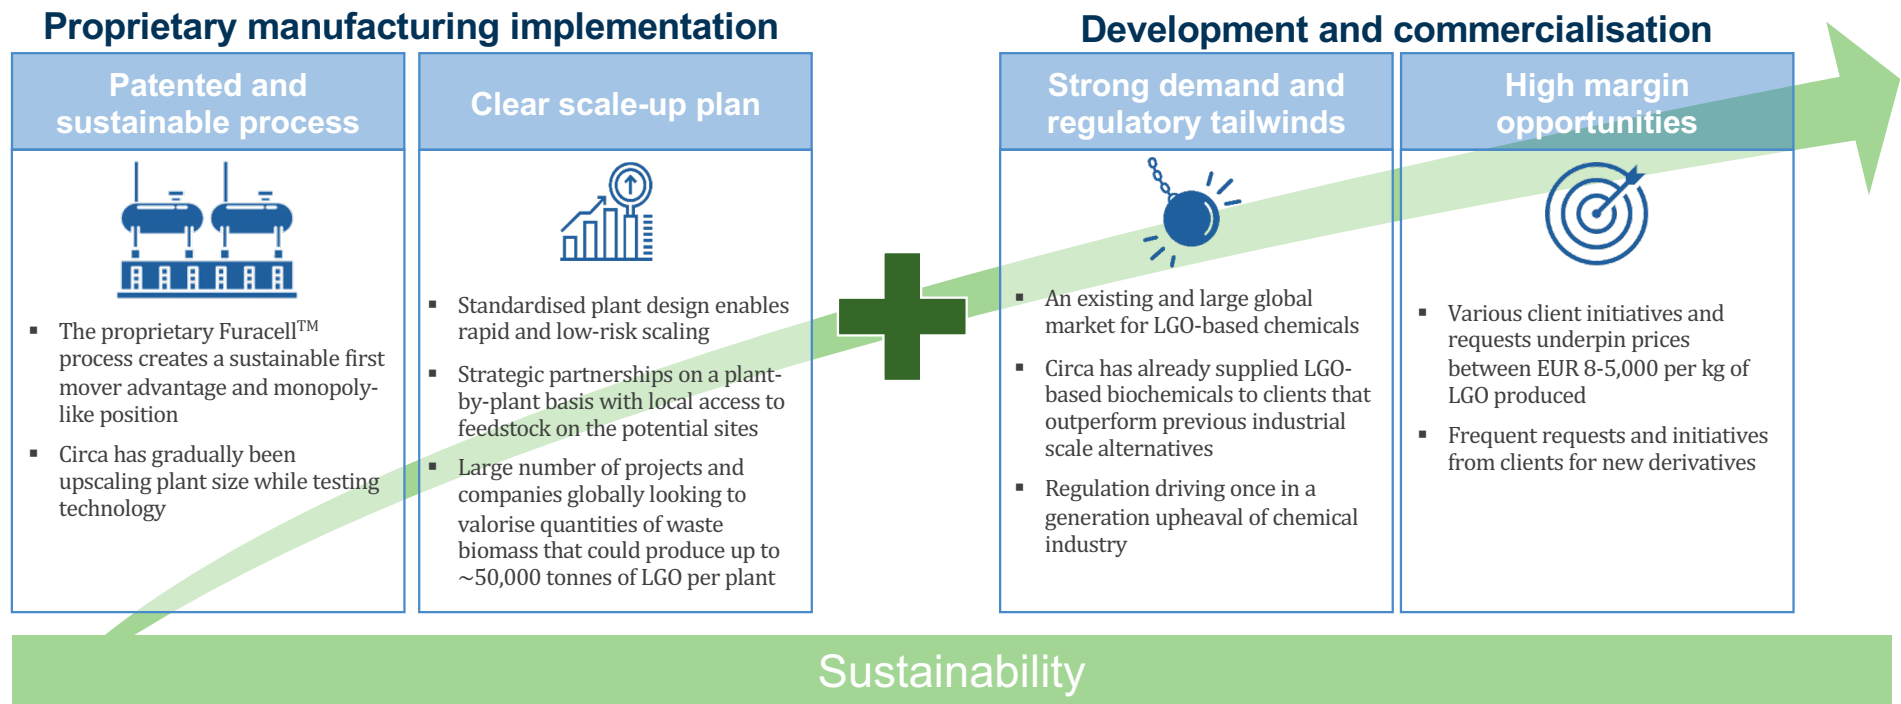 Proprietary manufacturing implementation
Patented and
sustainable process
▪ The proprietary Furacell™
process creates a sustainable first
mover advantage and monopoly-
like position
▪ Circa has gradually been
upscaling plant size while testing
technology
Clear scale-up plan
▪ Standardised plant design enables
rapid and low-risk scaling
▪ Strategic partnerships on a plant-
by-plant basis with local access to
feedstock on the potential sites
▪ Large number of projects and
companies globally looking to
valorise quantities of waste
biomass that could produce up to
~50,000 tonnes of LGO per plant
Development and commercialisation
Strong demand and
regulatory tailwinds
▪ An existing and large global
market for LGO-based chemicals
▪ Circa has already supplied LGO-
based biochemicals to clients that
outperform previous industrial
scale alternatives
▪ Regulation driving once in a
generation upheaval of chemical
industry
High margin
opportunities
▪ Various client initiatives and
requests underpin prices
between EUR 8-5,000 per kg of
LGO produced
▪ Frequent requests and initiatives
from clients for new derivatives
Sustainability